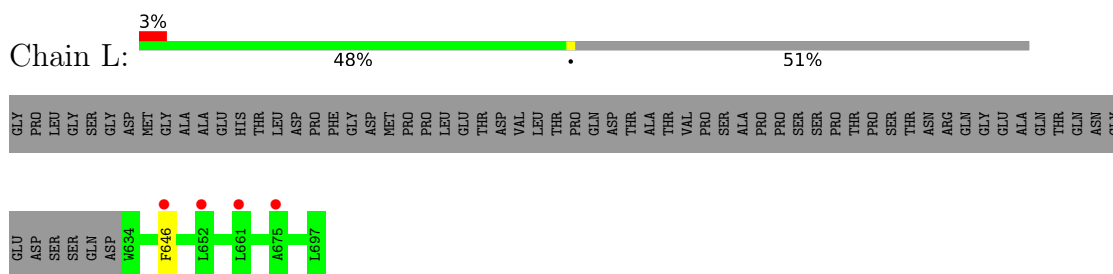 3%
Chain L:
48% • 51%
GLY PRO LEU GLY SER GLY ASP MET GLY ALA ALA GLU HIS THR LEU ASP PRO PHE GLY ASP MET PRO PRO LEU GLU THR ASP VAL LEU THR PRO GLN ASP THR ALA THR VAL PRO SER ALA PRO PRO SER SER PRO THR PRO SER THR ASN ARG GLN GLY GLU ALA GLN THR GLN ASN GLY
GLU ASP SER SER GLN ASP W634 F646 L652 L661 A675 L697